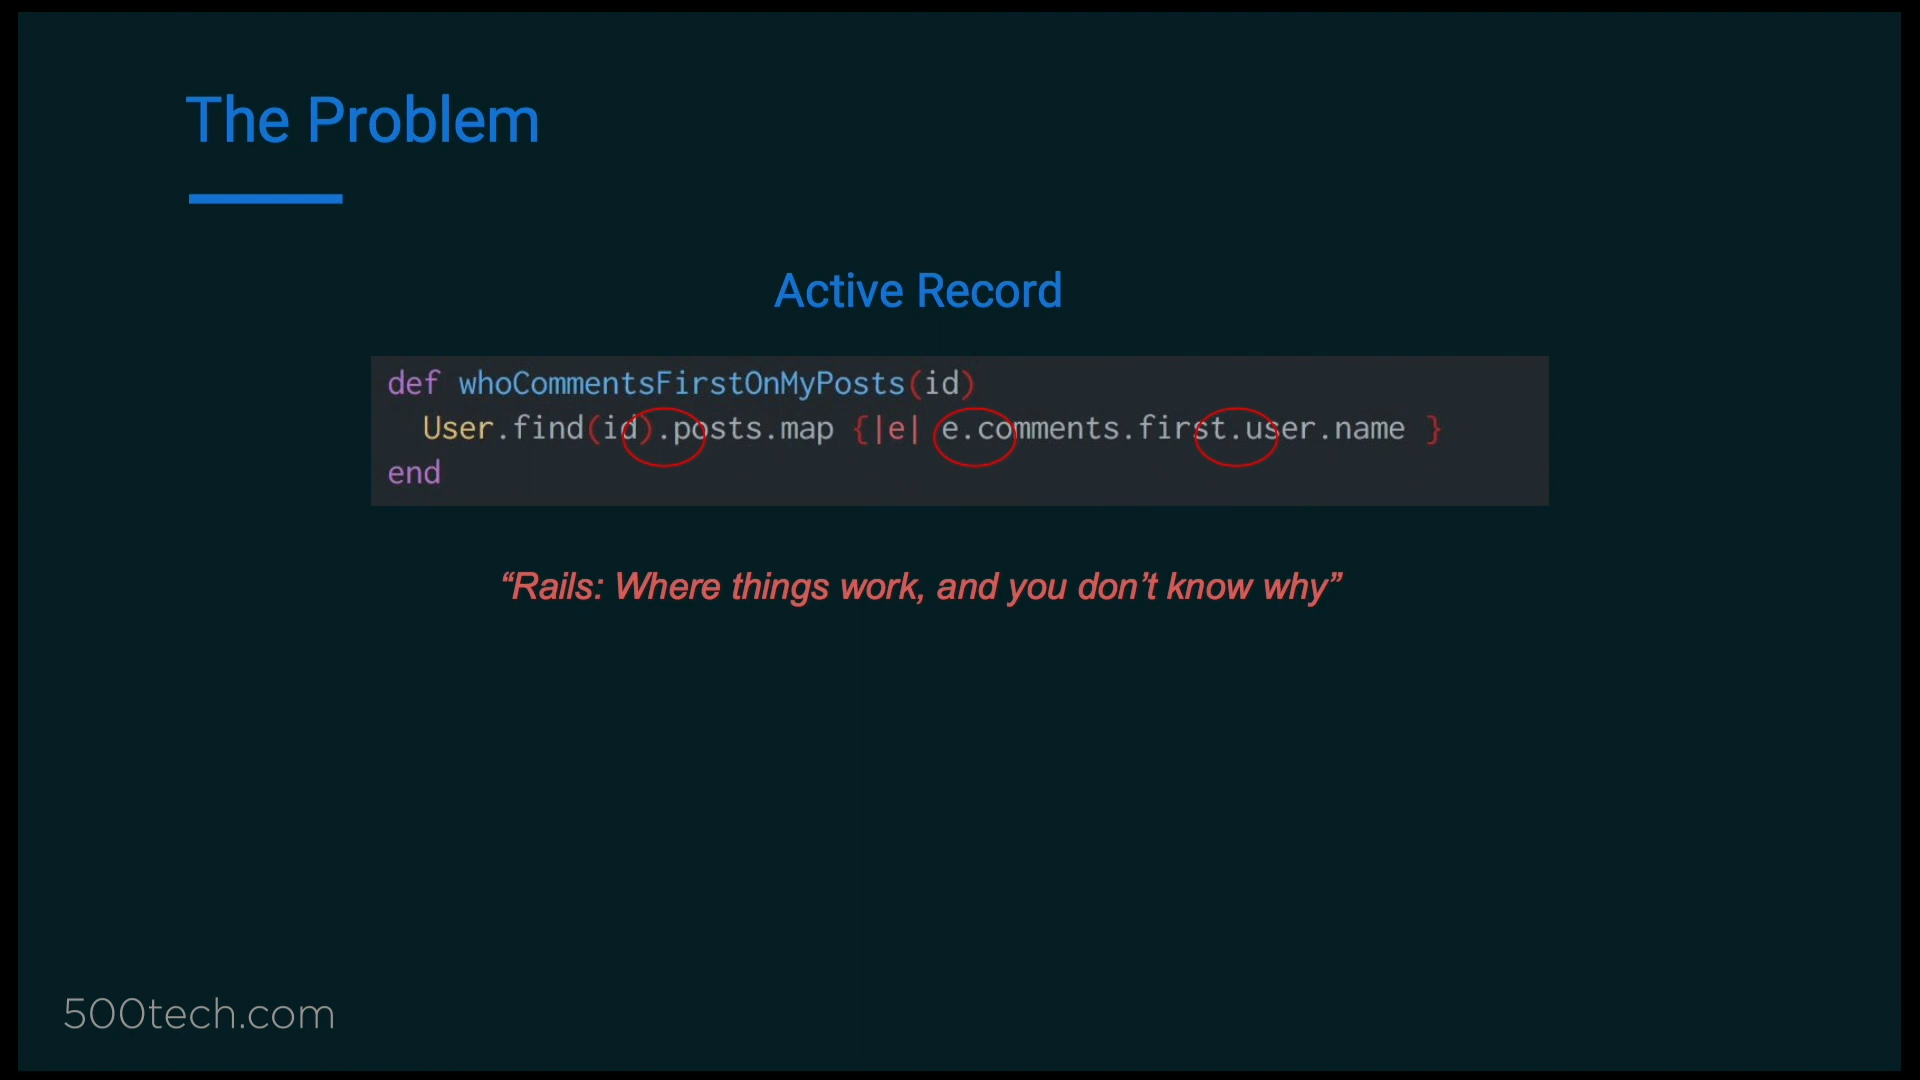 The Problem
Active Record
def whoCommentsFirstOnMyPosts(id)
  User.find(id).posts.map {|e| e.comments.first.user.name }
end
“Rails: Where things work, and you don’t know why”
500tech.com